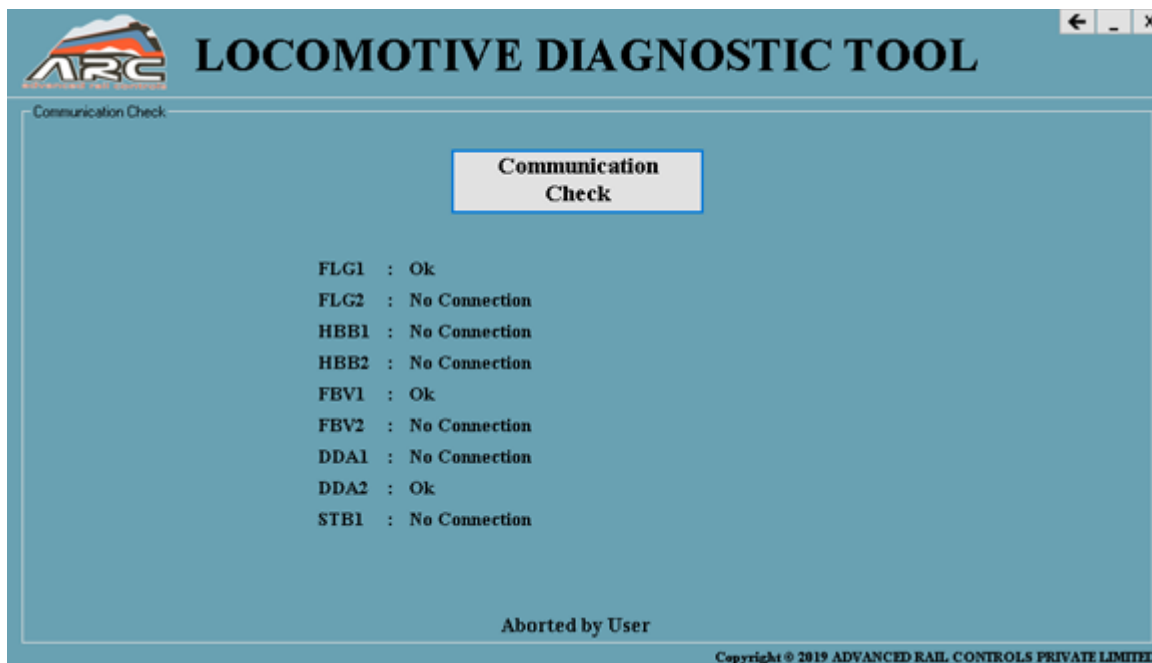 ARC
LOCOMOTIVE DIAGNOSTIC TOOL
Communication Check
Communication
Check
FLG1 : Ok
FLG2 : No Connection
HBB1 : No Connection
HBB2 : No Connection
FBV1 : Ok
FBV2 : No Connection
DDA1 : No Connection
DDA2 : Ok
STB1 : No Connection
Aborted by User
Copyright © 2019 ADVANCED RAIL CONTROLS PRIVATE LIMITED